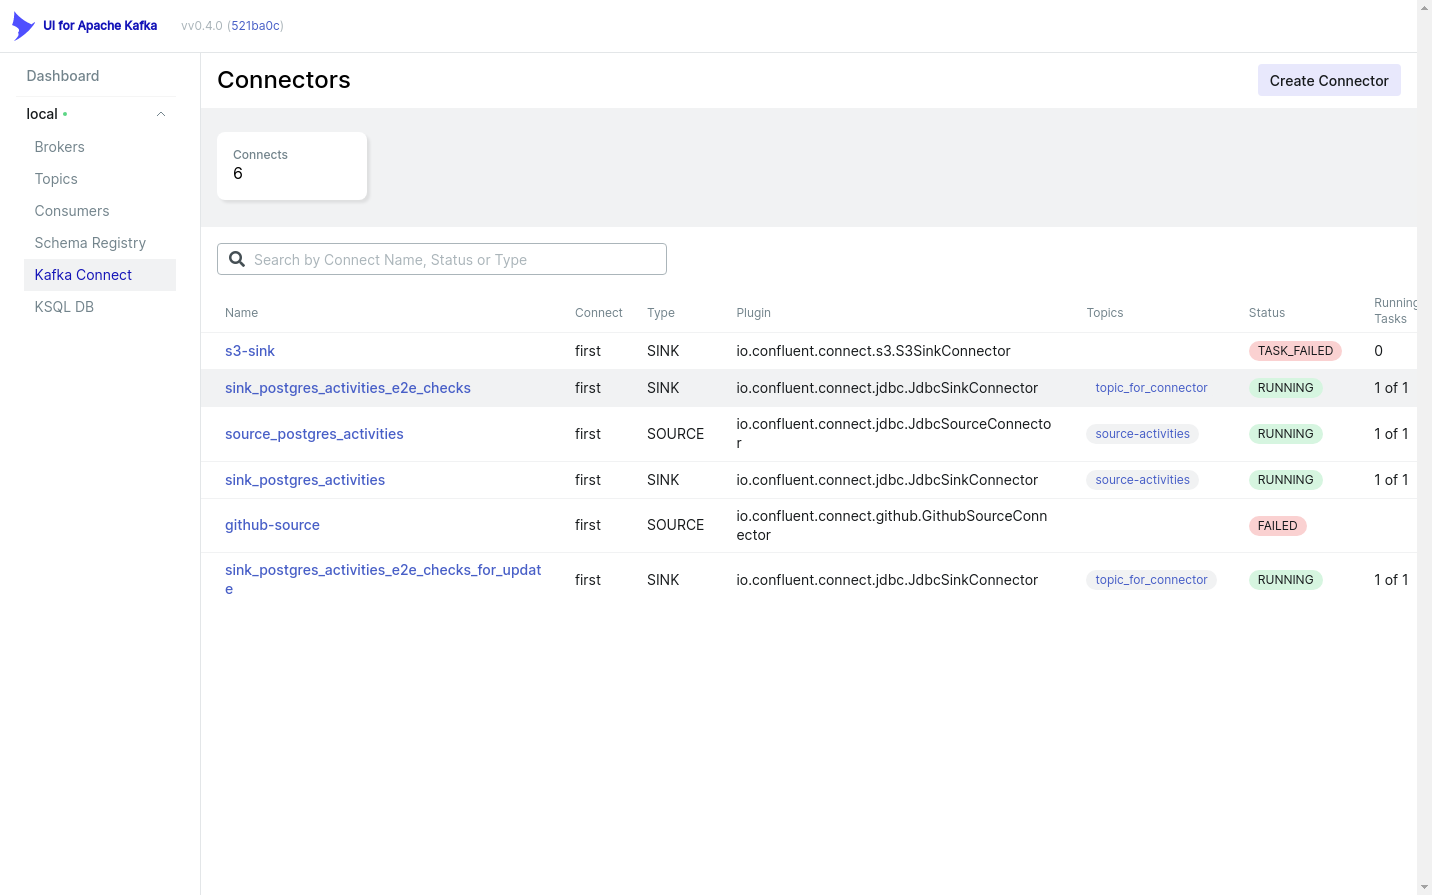 UI for Apache Kafka vv0.4.0 (521ba0c)
Dashboard
local
Brokers
Topics
Consumers
Schema Registry
Kafka Connect
KSQL DB
Connectors
Create Connector
Connects
6
Search by Connect Name, Status or Type
Name Connect Type Plugin Topics Status Running
Tasks
s3-sink first SINK io.confluent.connect.s3.S3SinkConnector TASK_FAILED 0
sink_postgres_activities_e2e_checks first SINK io.confluent.connect.jdbc.JdbcSinkConnector topic_for_connector RUNNING 1 of 1
source_postgres_activities first SOURCE io.confluent.connect.jdbc.JdbcSourceConnecto
r source-activities RUNNING 1 of 1
sink_postgres_activities first SINK io.confluent.connect.jdbc.JdbcSinkConnector source-activities RUNNING 1 of 1
github-source first SOURCE io.confluent.connect.github.GithubSourceConn
ector FAILED
sink_postgres_activities_e2e_checks_for_updat
e first SINK io.confluent.connect.jdbc.JdbcSinkConnector topic_for_connector RUNNING 1 of 1